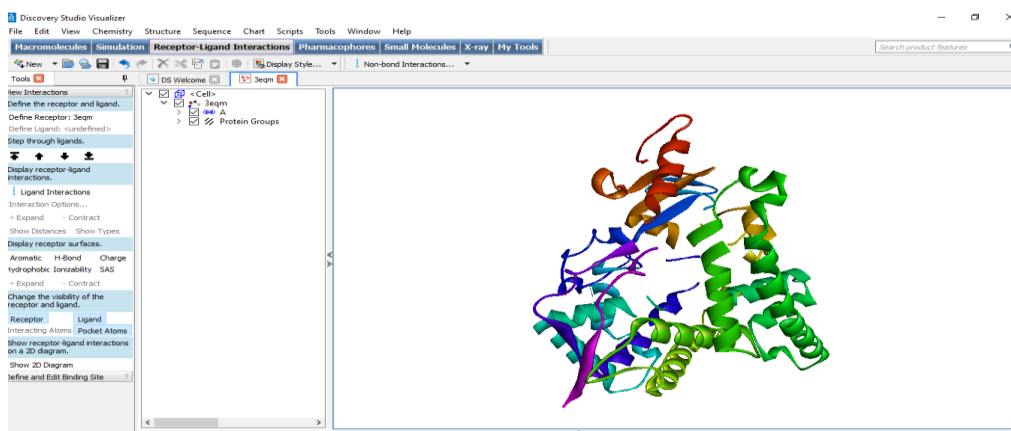 Discovery Studio Visualizer
File Edit View Chemistry Structure Sequence Chart Scripts Tools Window Help
Macromolecules Simulation Receptor-Ligand Interactions Pharmacophores Small Molecules X-ray My Tools
Search product features
New Display Style... Non-bond Interactions...
Tools
DS Welcome 3eqm
View Interactions
Define the receptor and ligand.
Define Receptor: 3eqm
Define Ligand: <undefined>
Step through ligands.
Display receptor-ligand
interactions.
Ligand Interactions
Interaction Options...
+ Expand - Contract
Show Distances Show Types
Display receptor surfaces.
Aromatic H-Bond Charge
Hydrophobic Ionizability SAS
+ Expand - Contract
Change the visibility of the
receptor and ligand.
Receptor Ligand
Interacting Atoms Pocket Atoms
Show receptor-ligand interactions
on a 2D diagram.
Show 2D Diagram
Define and Edit Binding Site
<Cell>
3eqm
A
Protein Groups